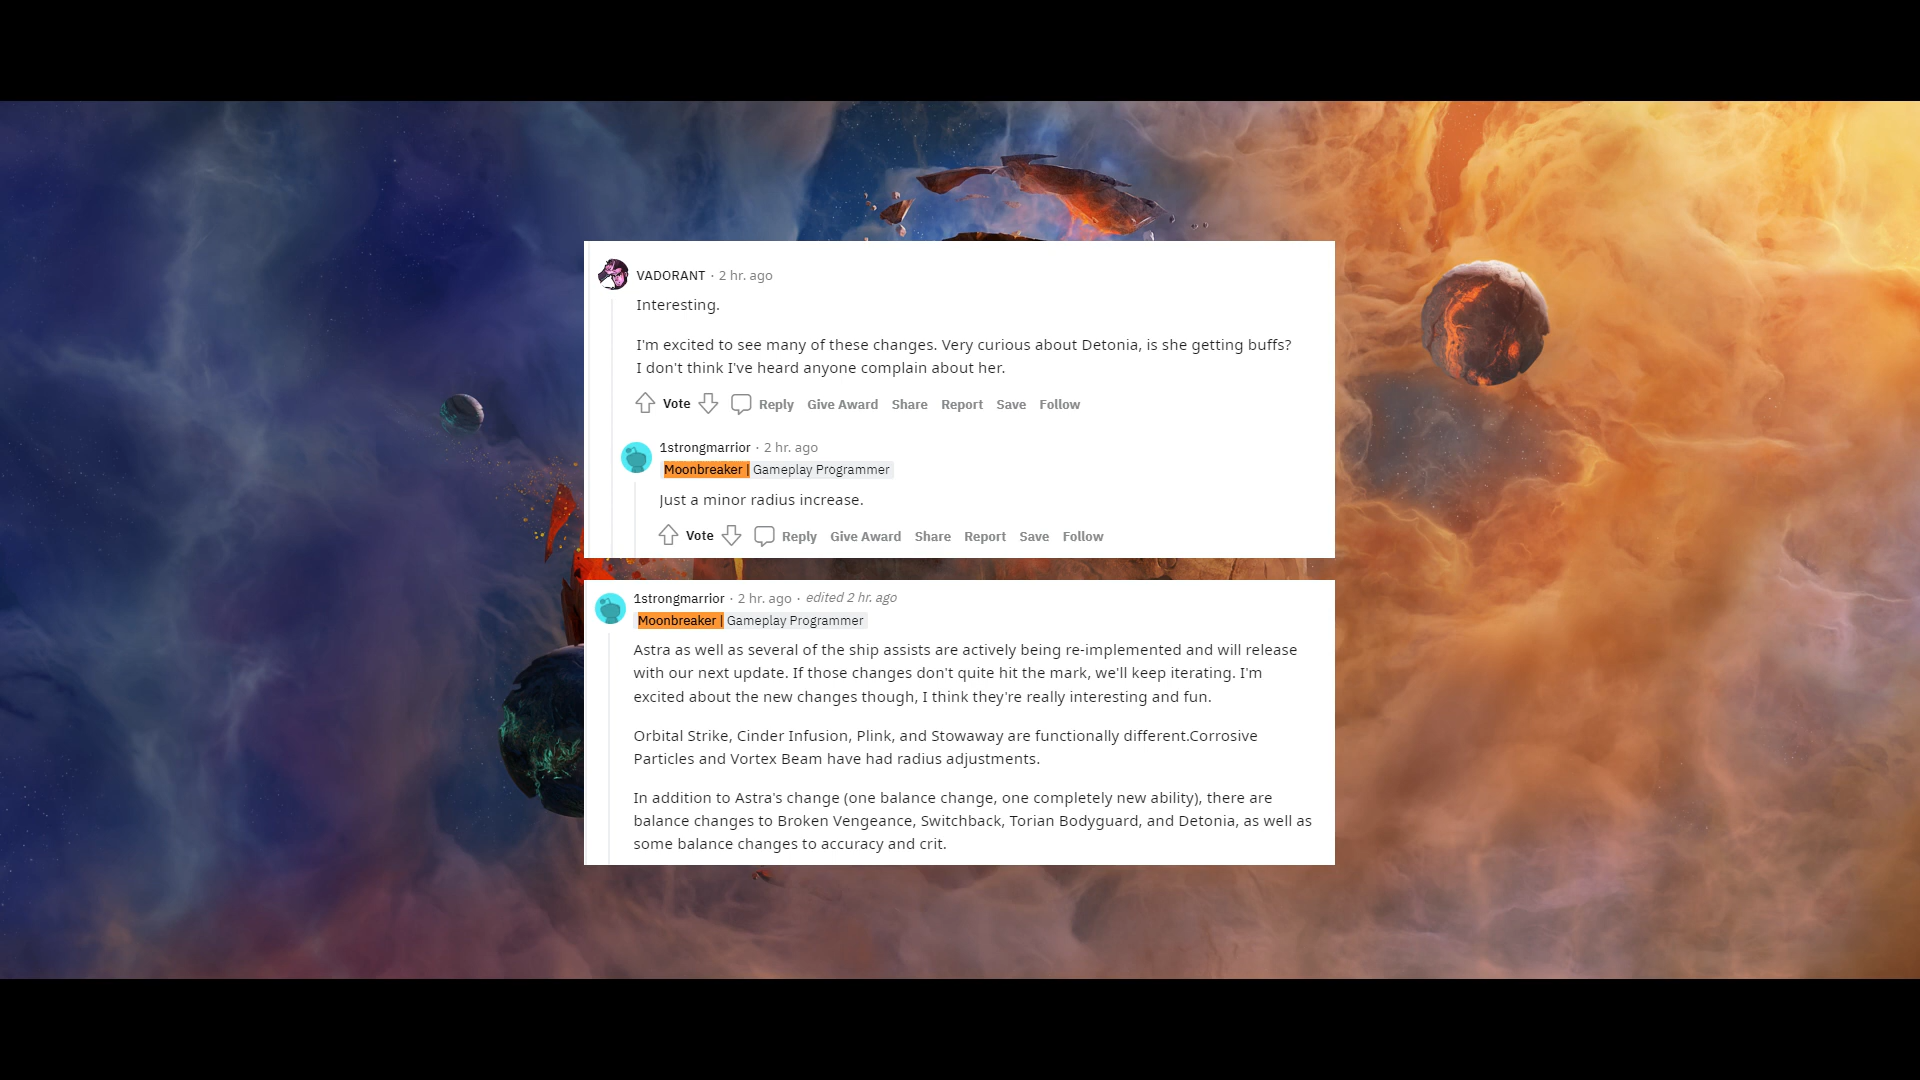 VADORANT · 2 hr. ago
Interesting.
I'm excited to see many of these changes. Very curious about Detonia, is she getting buffs?
I don't think I've heard anyone complain about her.
Vote Reply Give Award Share Report Save Follow
1strongmarrior · 2 hr. ago
Moonbreaker | Gameplay Programmer
Just a minor radius increase.
Vote Reply Give Award Share Report Save Follow
1strongmarrior · 2 hr. ago · edited 2 hr. ago
Moonbreaker | Gameplay Programmer
Astra as well as several of the ship assists are actively being re-implemented and will release
with our next update. If those changes don't quite hit the mark, we'll keep iterating. I'm
excited about the new changes though, I think they're really interesting and fun.
Orbital Strike, Cinder Infusion, Plink, and Stowaway are functionally different.Corrosive
Particles and Vortex Beam have had radius adjustments.
In addition to Astra's change (one balance change, one completely new ability), there are
balance changes to Broken Vengeance, Switchback, Torian Bodyguard, and Detonia, as well as
some balance changes to accuracy and crit.